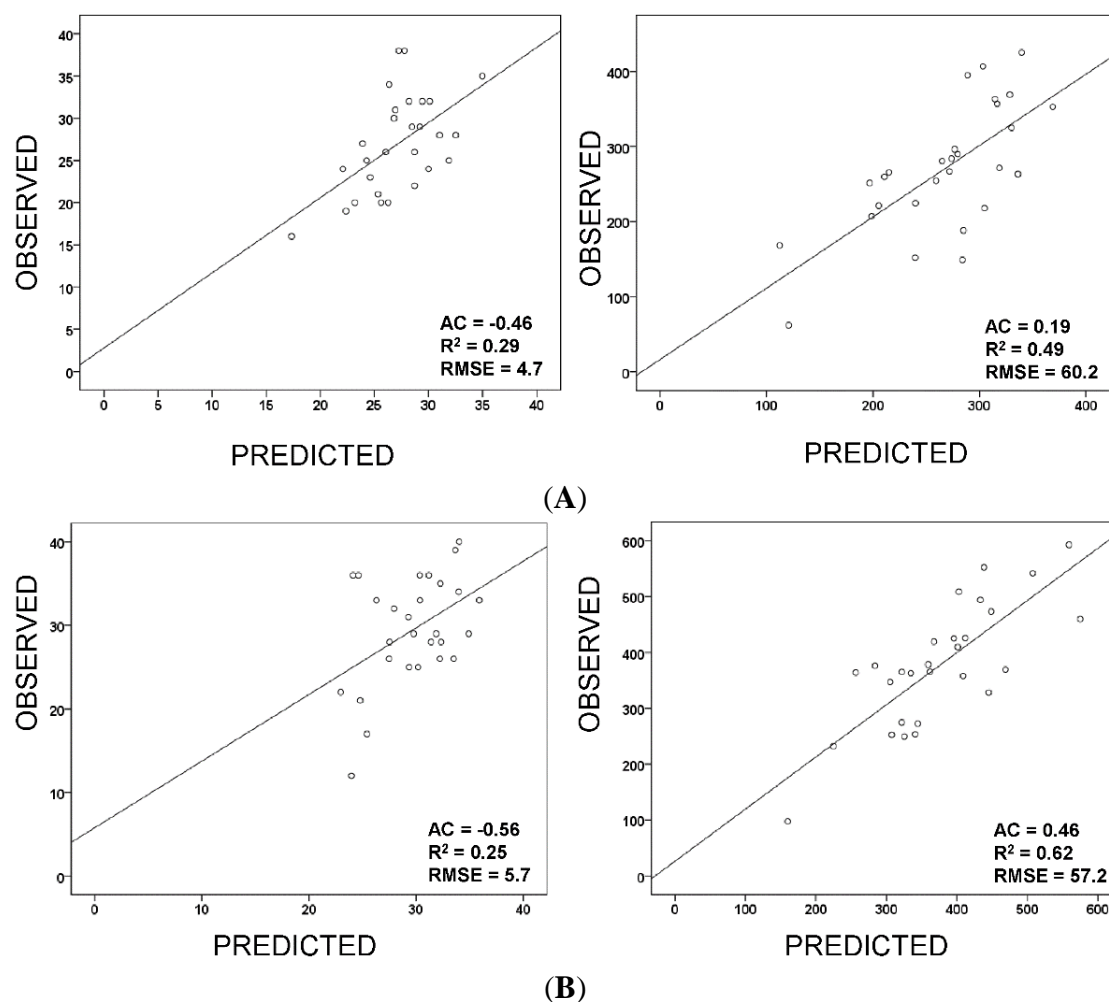 40
35
30
25
20
15
10
5
0
OBSERVED
AC = -0.46
R² = 0.29
RMSE = 4.7
0 5 10 15 20 25 30 35 40
PREDICTED
400
300
200
100
0
OBSERVED
AC = 0.19
R² = 0.49
RMSE = 60.2
0 100 200 300 400
PREDICTED
(A)
40
30
20
10
0
OBSERVED
AC = -0.56
R² = 0.25
RMSE = 5.7
0 10 20 30 40
PREDICTED
600
500
400
300
200
100
0
OBSERVED
AC = 0.46
R² = 0.62
RMSE = 57.2
0 100 200 300 400 500 600
PREDICTED
(B)